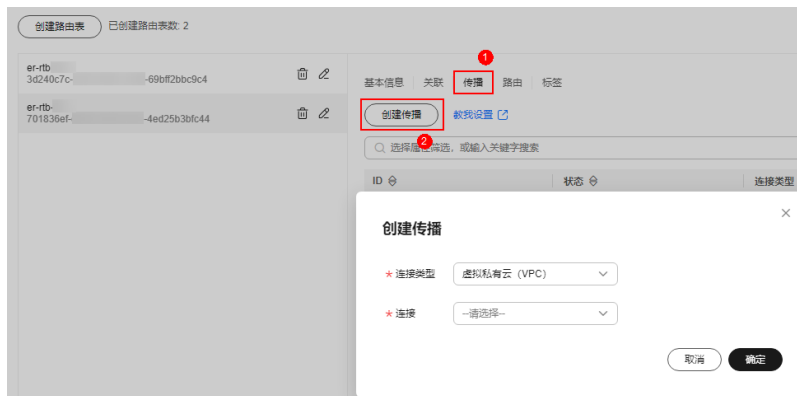 创建路由表 已创建路由表数: 2
er-rtb
3d240c7c- -69bff2bbc9c4
er-rtb-
701836ef- -4ed25b3bfc44
1
基本信息 关联 传播 路由 标签
创建传播 教我设置
2
选择属性筛选，或输入关键字搜索
ID 状态 连接类型
创建传播
* 连接类型 虚拟私有云（VPC）
* 连接 --请选择--
取消 确定